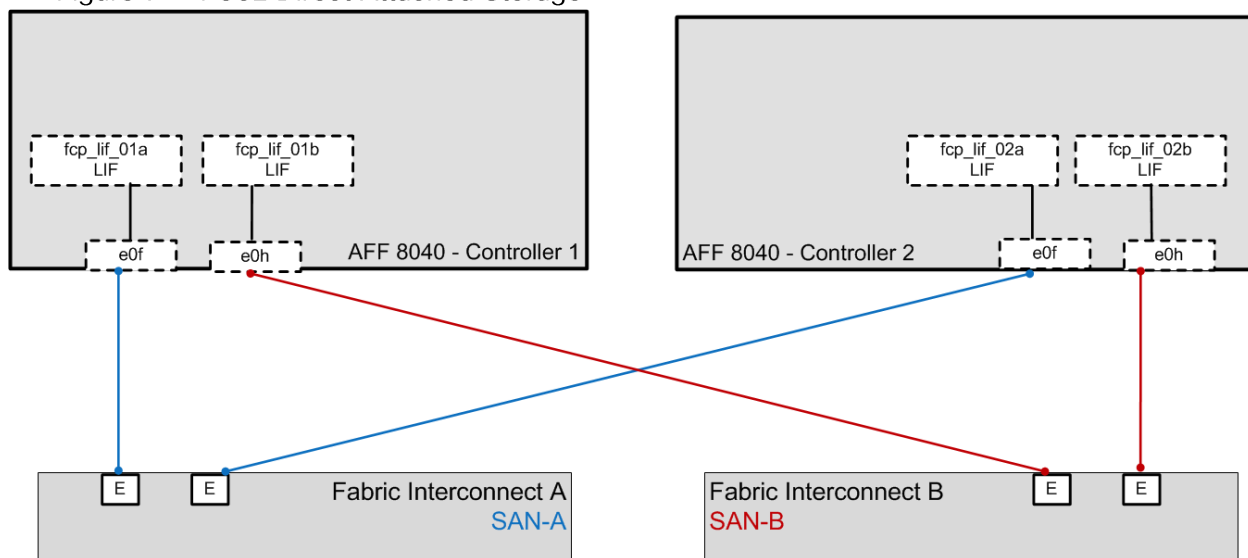 fcp_lif_01a
LIF
fcp_lif_01b
LIF
e0f
e0h
AFF 8040 - Controller 1
fcp_lif_02a
LIF
fcp_lif_02b
LIF
AFF 8040 - Controller 2
e0f
e0h
E
E
Fabric Interconnect A
SAN-A
Fabric Interconnect B
SAN-B
E
E